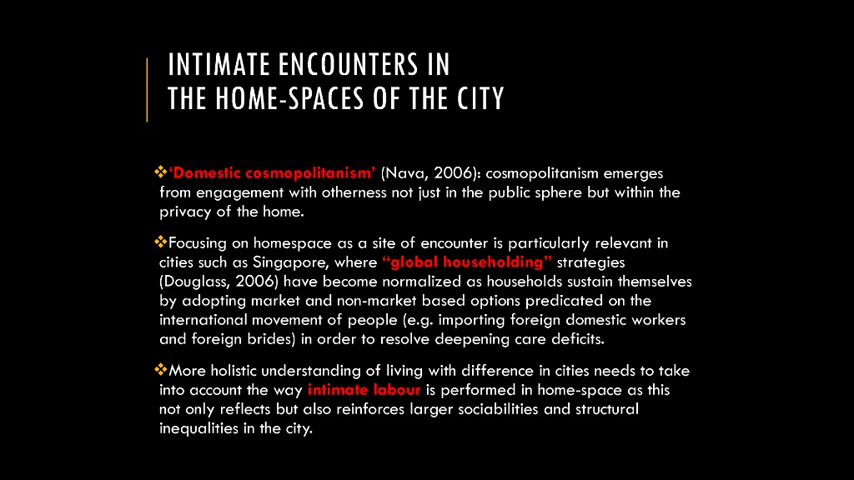 INTIMATE ENCOUNTERS IN
THE HOME-SPACES OF THE CITY
❖‘Domestic cosmopolitanism’ (Nava, 2006): cosmopolitanism emerges
from engagement with otherness not just in the public sphere but within the
privacy of the home.
❖Focusing on homespace as a site of encounter is particularly relevant in
cities such as Singapore, where “global householding” strategies
(Douglass, 2006) have become normalized as households sustain themselves
by adopting market and non-market based options predicated on the
international movement of people (e.g. importing foreign domestic workers
and foreign brides) in order to resolve deepening care deficits.
❖More holistic understanding of living with difference in cities needs to take
into account the way intimate labour is performed in home-space as this
not only reflects but also reinforces larger sociabilities and structural
inequalities in the city.